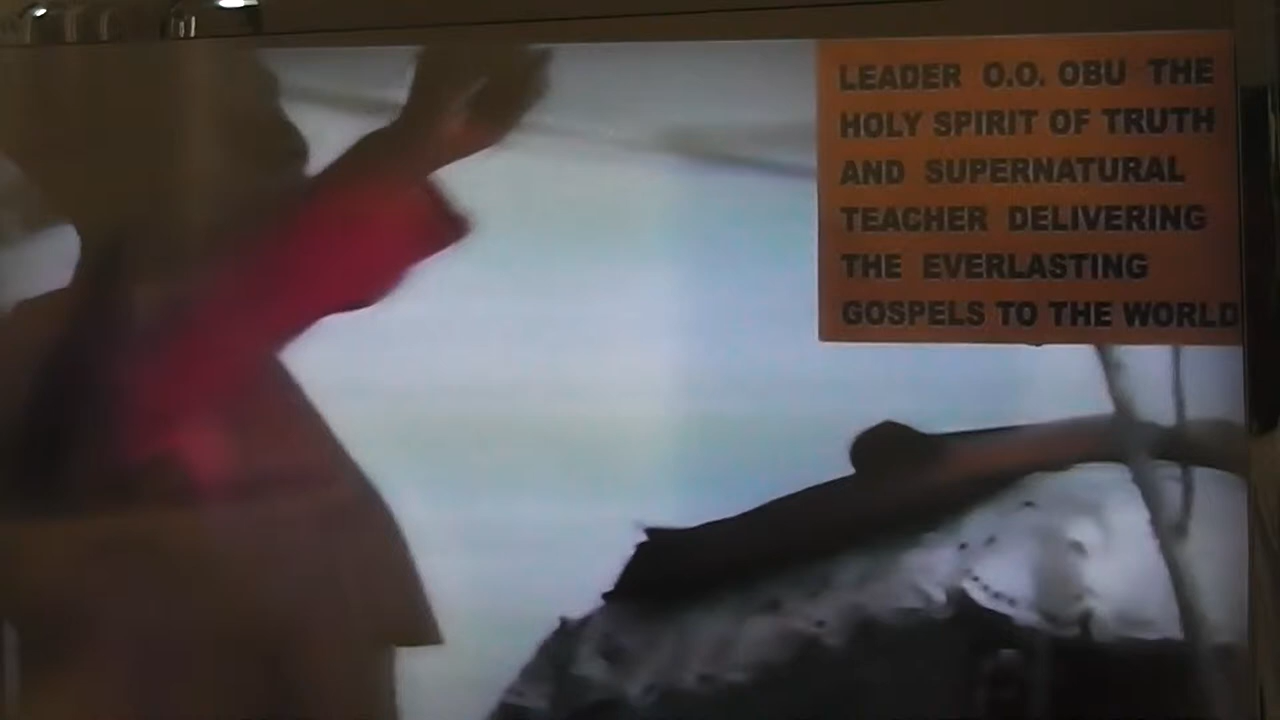 LEADER O.O. OBU THE
HOLY SPIRIT OF TRUTH
AND SUPERNATURAL
TEACHER DELIVERING
THE EVERLASTING
GOSPELS TO THE WORLD